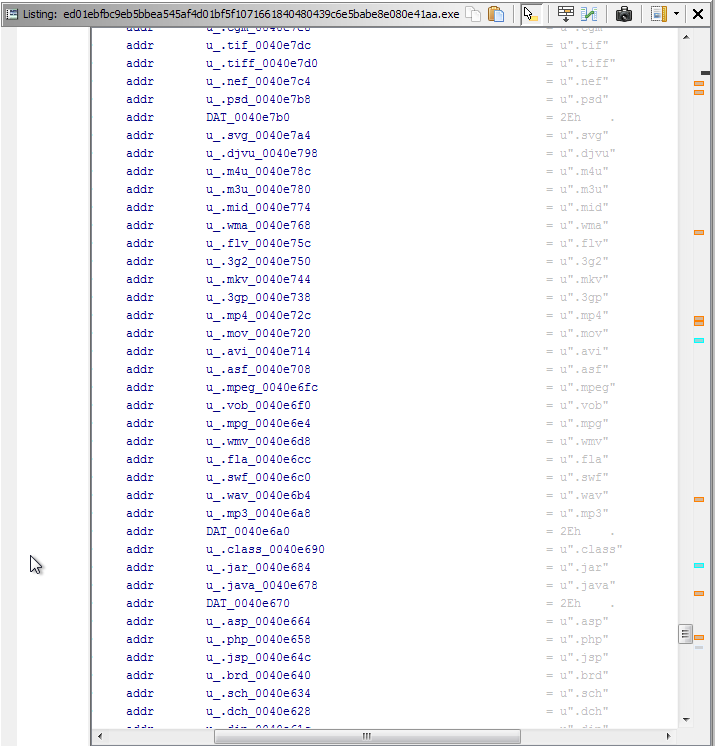 Listing: ed01ebfbc9eb5bbea545af4d01bf5f1071661840480439c6e5babe8e080e41aa.exe
addr u_.cgm_0040e7e8 = u".cgm"
addr u_.tif_0040e7dc = u".tif"
addr u_.tiff_0040e7d0 = u".tiff"
addr u_.nef_0040e7c4 = u".nef"
addr u_.psd_0040e7b8 = u".psd"
addr DAT_0040e7b0 = 2Eh .
addr u_.svg_0040e7a4 = u".svg"
addr u_.djvu_0040e798 = u".djvu"
addr u_.m4u_0040e78c = u".m4u"
addr u_.m3u_0040e780 = u".m3u"
addr u_.mid_0040e774 = u".mid"
addr u_.wma_0040e768 = u".wma"
addr u_.flv_0040e75c = u".flv"
addr u_.3g2_0040e750 = u".3g2"
addr u_.mkv_0040e744 = u".mkv"
addr u_.3gp_0040e738 = u".3gp"
addr u_.mp4_0040e72c = u".mp4"
addr u_.mov_0040e720 = u".mov"
addr u_.avi_0040e714 = u".avi"
addr u_.asf_0040e708 = u".asf"
addr u_.mpeg_0040e6fc = u".mpeg"
addr u_.vob_0040e6f0 = u".vob"
addr u_.mpg_0040e6e4 = u".mpg"
addr u_.wmv_0040e6d8 = u".wmv"
addr u_.fla_0040e6cc = u".fla"
addr u_.swf_0040e6c0 = u".swf"
addr u_.wav_0040e6b4 = u".wav"
addr u_.mp3_0040e6a8 = u".mp3"
addr DAT_0040e6a0 = 2Eh .
addr u_.class_0040e690 = u".class"
addr u_.jar_0040e684 = u".jar"
addr u_.java_0040e678 = u".java"
addr DAT_0040e670 = 2Eh .
addr u_.asp_0040e664 = u".asp"
addr u_.php_0040e658 = u".php"
addr u_.jsp_0040e64c = u".jsp"
addr u_.brd_0040e640 = u".brd"
addr u_.sch_0040e634 = u".sch"
addr u_.dch_0040e628 = u".dch"
addr u_.dip_0040e61c = u".dip"